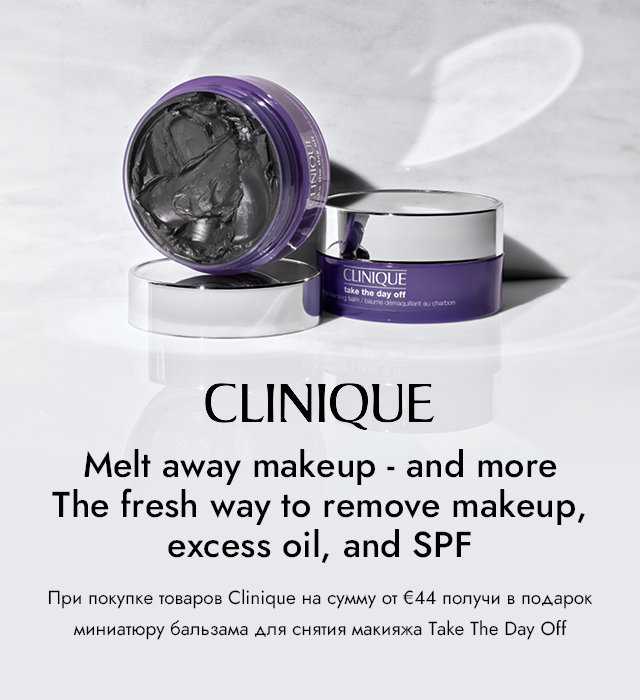 CLINIQUE
take the day off
CLINIQUE
take the day off
cleansing balm / baume démaquillant au charbon
CLINIQUE
Melt away makeup - and more
The fresh way to remove makeup,
excess oil, and SPF
При покупке товаров Clinique на сумму от €44 получи в подарок
миниатюру бальзама для снятия макияжа Take The Day Off